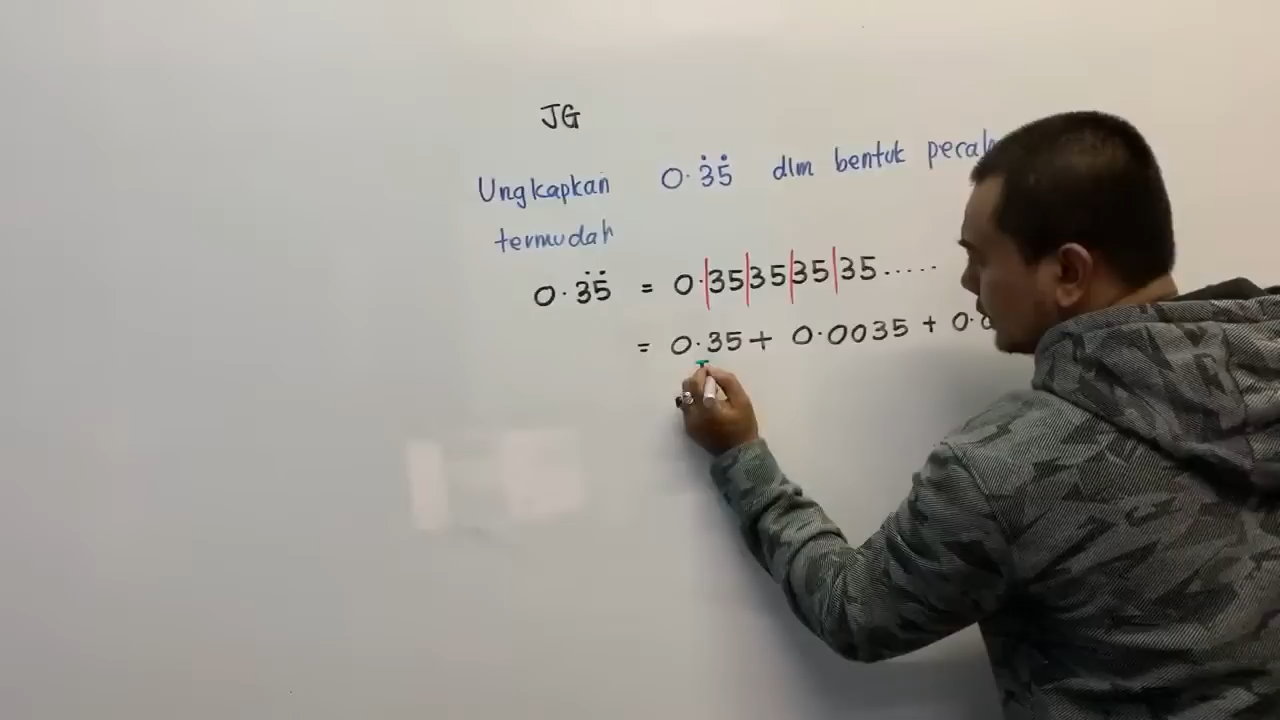 JG
Ungkapkan 0.3̇5̇ dlm bentuk
termudah
0.3̇5̇ = 0.|35|35|35|35.....
= 0.35 + 0.0035 + 0.0